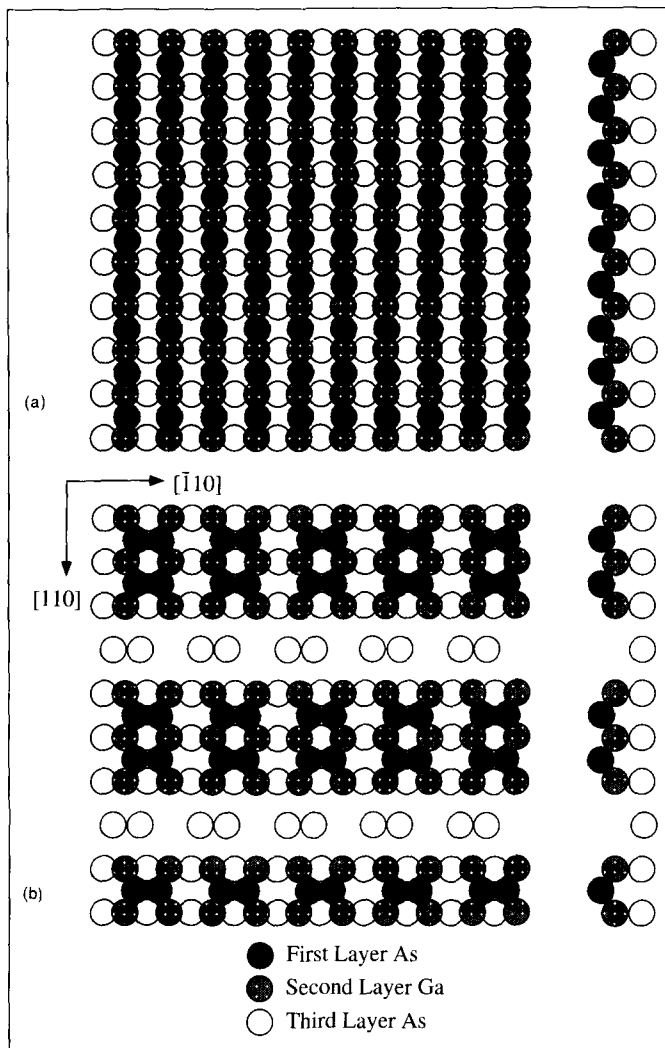 (a)
[1̄10]
[110]
(b)
First Layer As
Second Layer Ga
Third Layer As